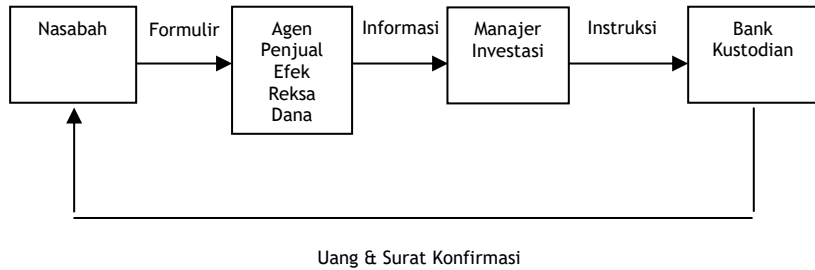 Nasabah
Formulir
Agen
Penjual
Efek
Reksa
Dana
Informasi
Manajer
Investasi
Instruksi
Bank
Kustodian
Uang & Surat Konfirmasi